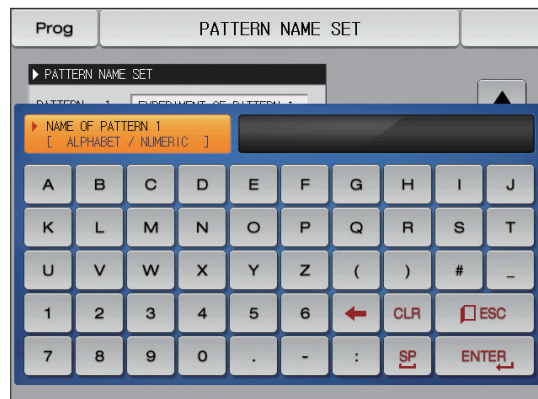 Prog
PATTERN NAME SET
PATTERN NAME SET
NAME OF PATTERN 1
[ ALPHABET / NUMERIC ]
A B C D E F G H I J
K L M N O P Q R S T
U V W X Y Z ( ) # _
1 2 3 4 5 6 CLR ESC
7 8 9 0 . - : SP ENTER